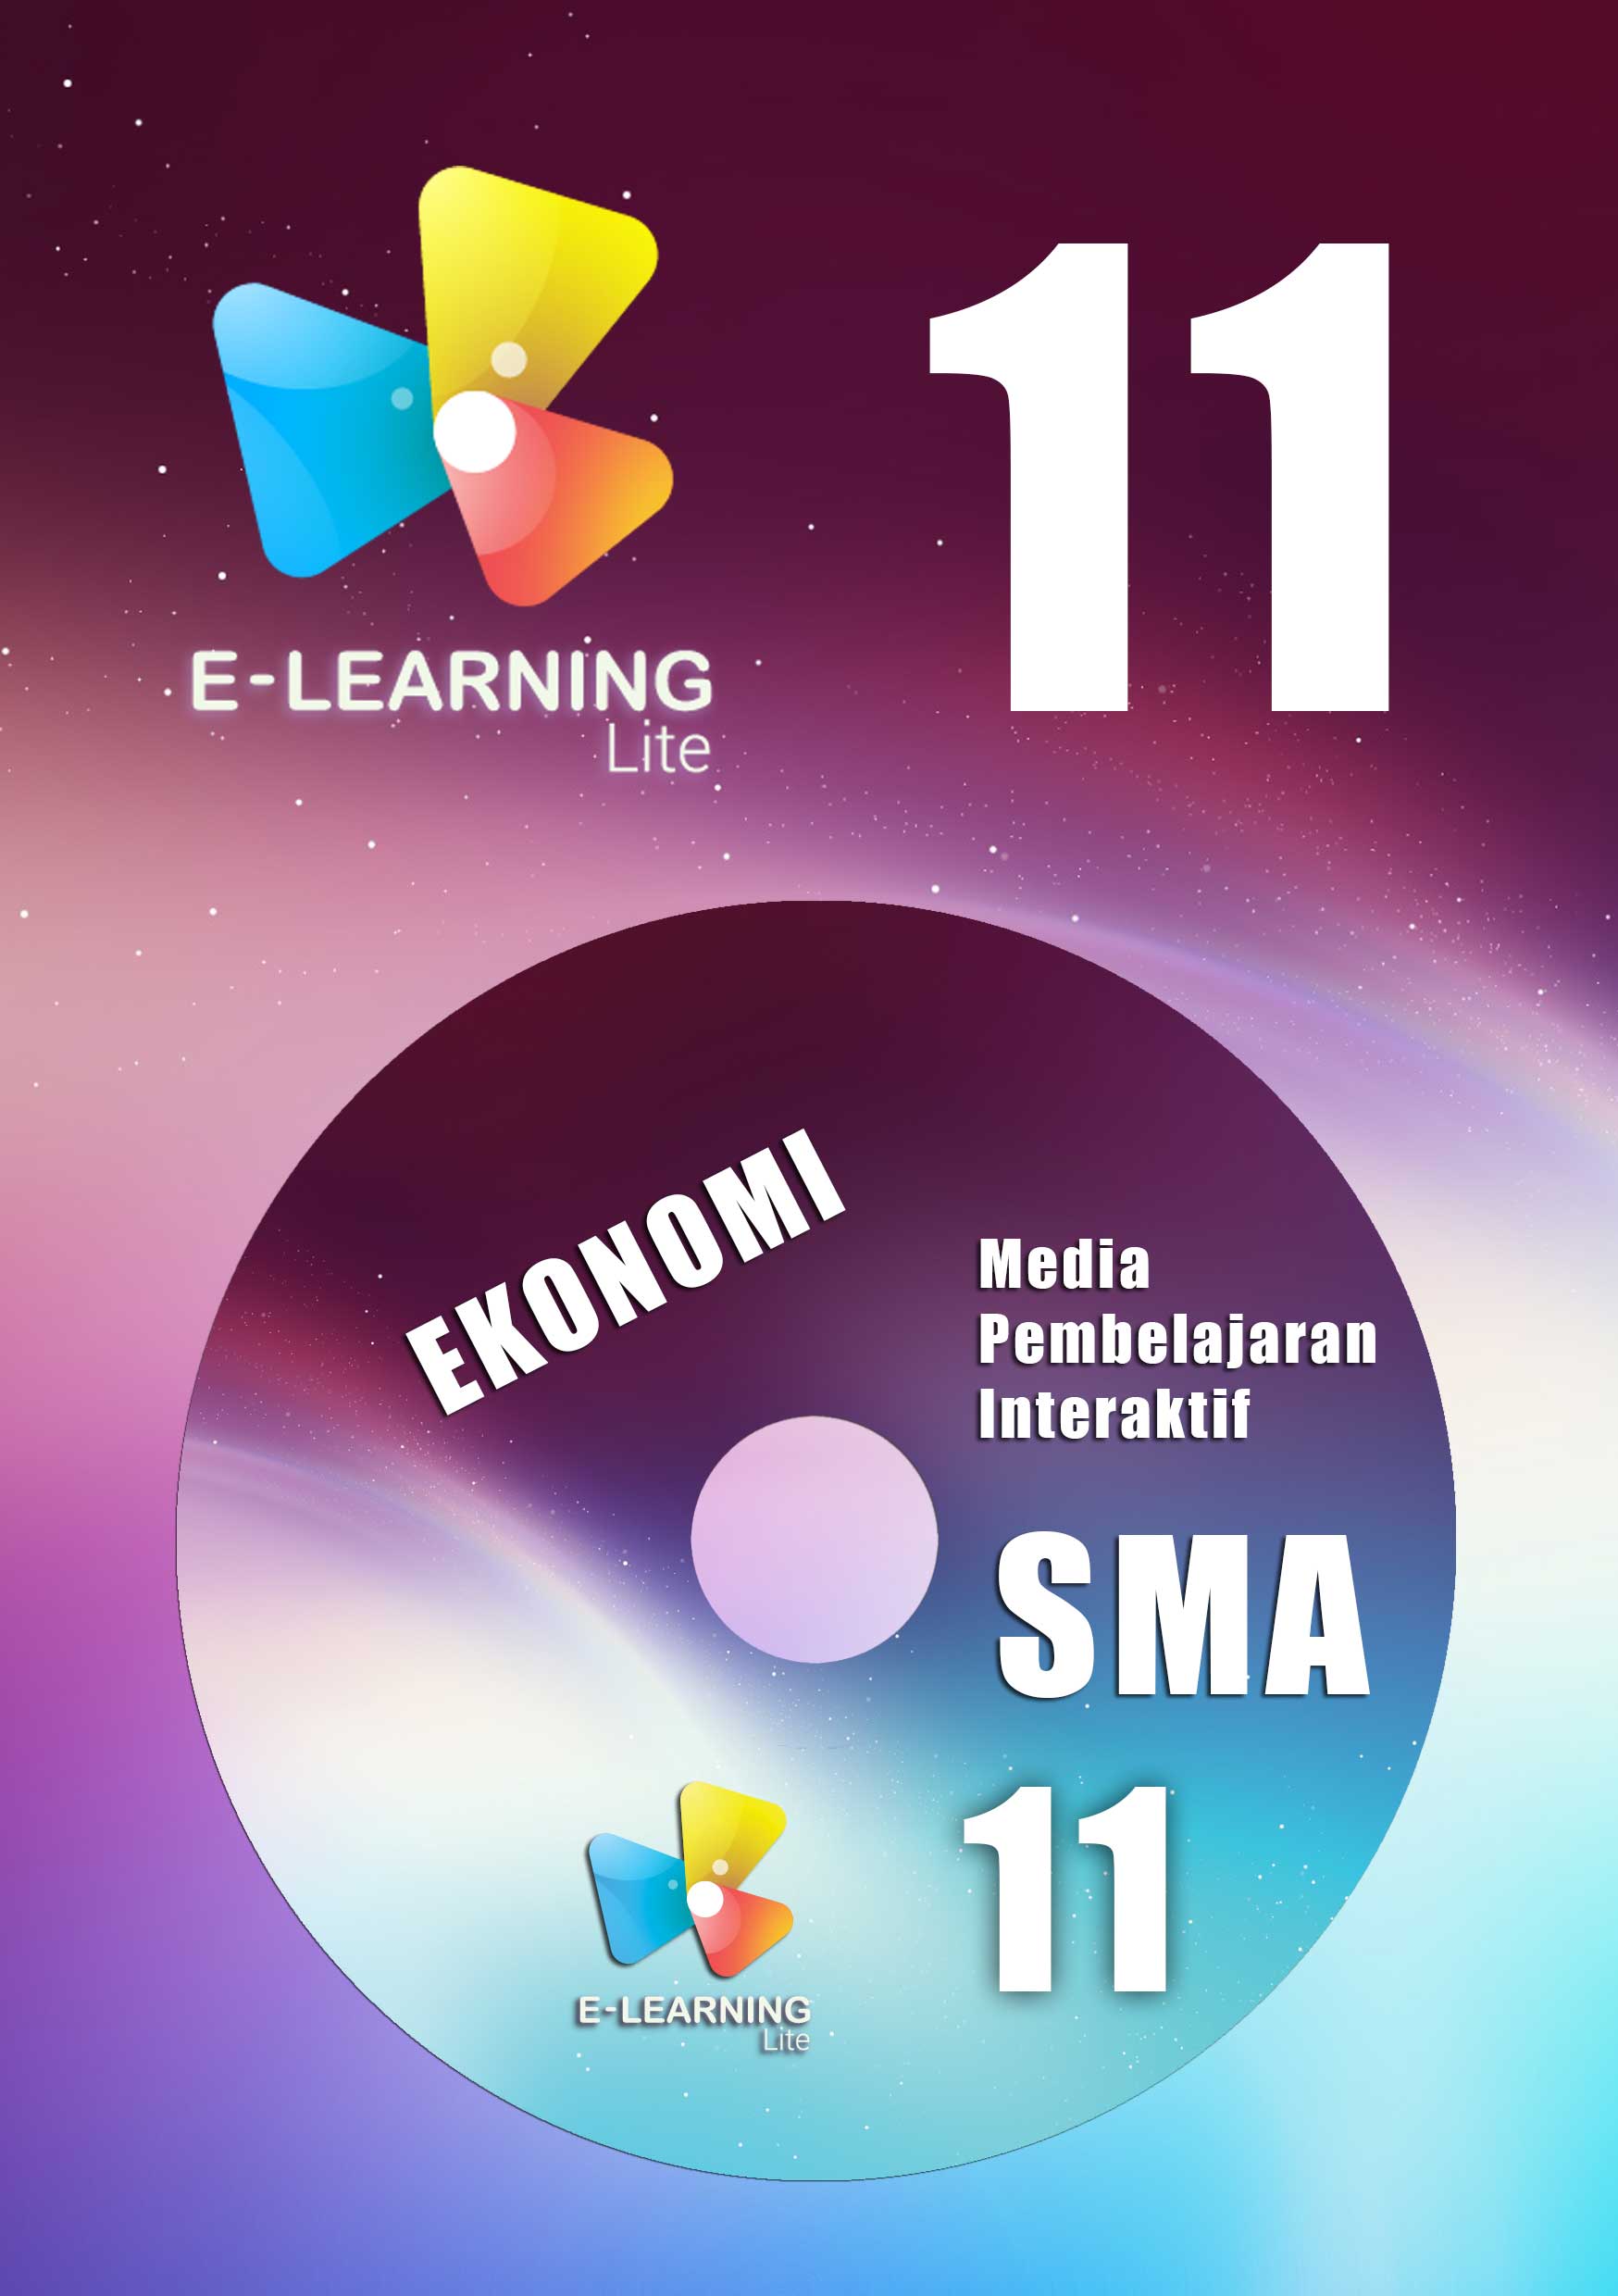 E-LEARNING
Lite
11
EKONOMI
Media
Pembelajaran
Interaktif
SMA
11
E-LEARNING
Lite